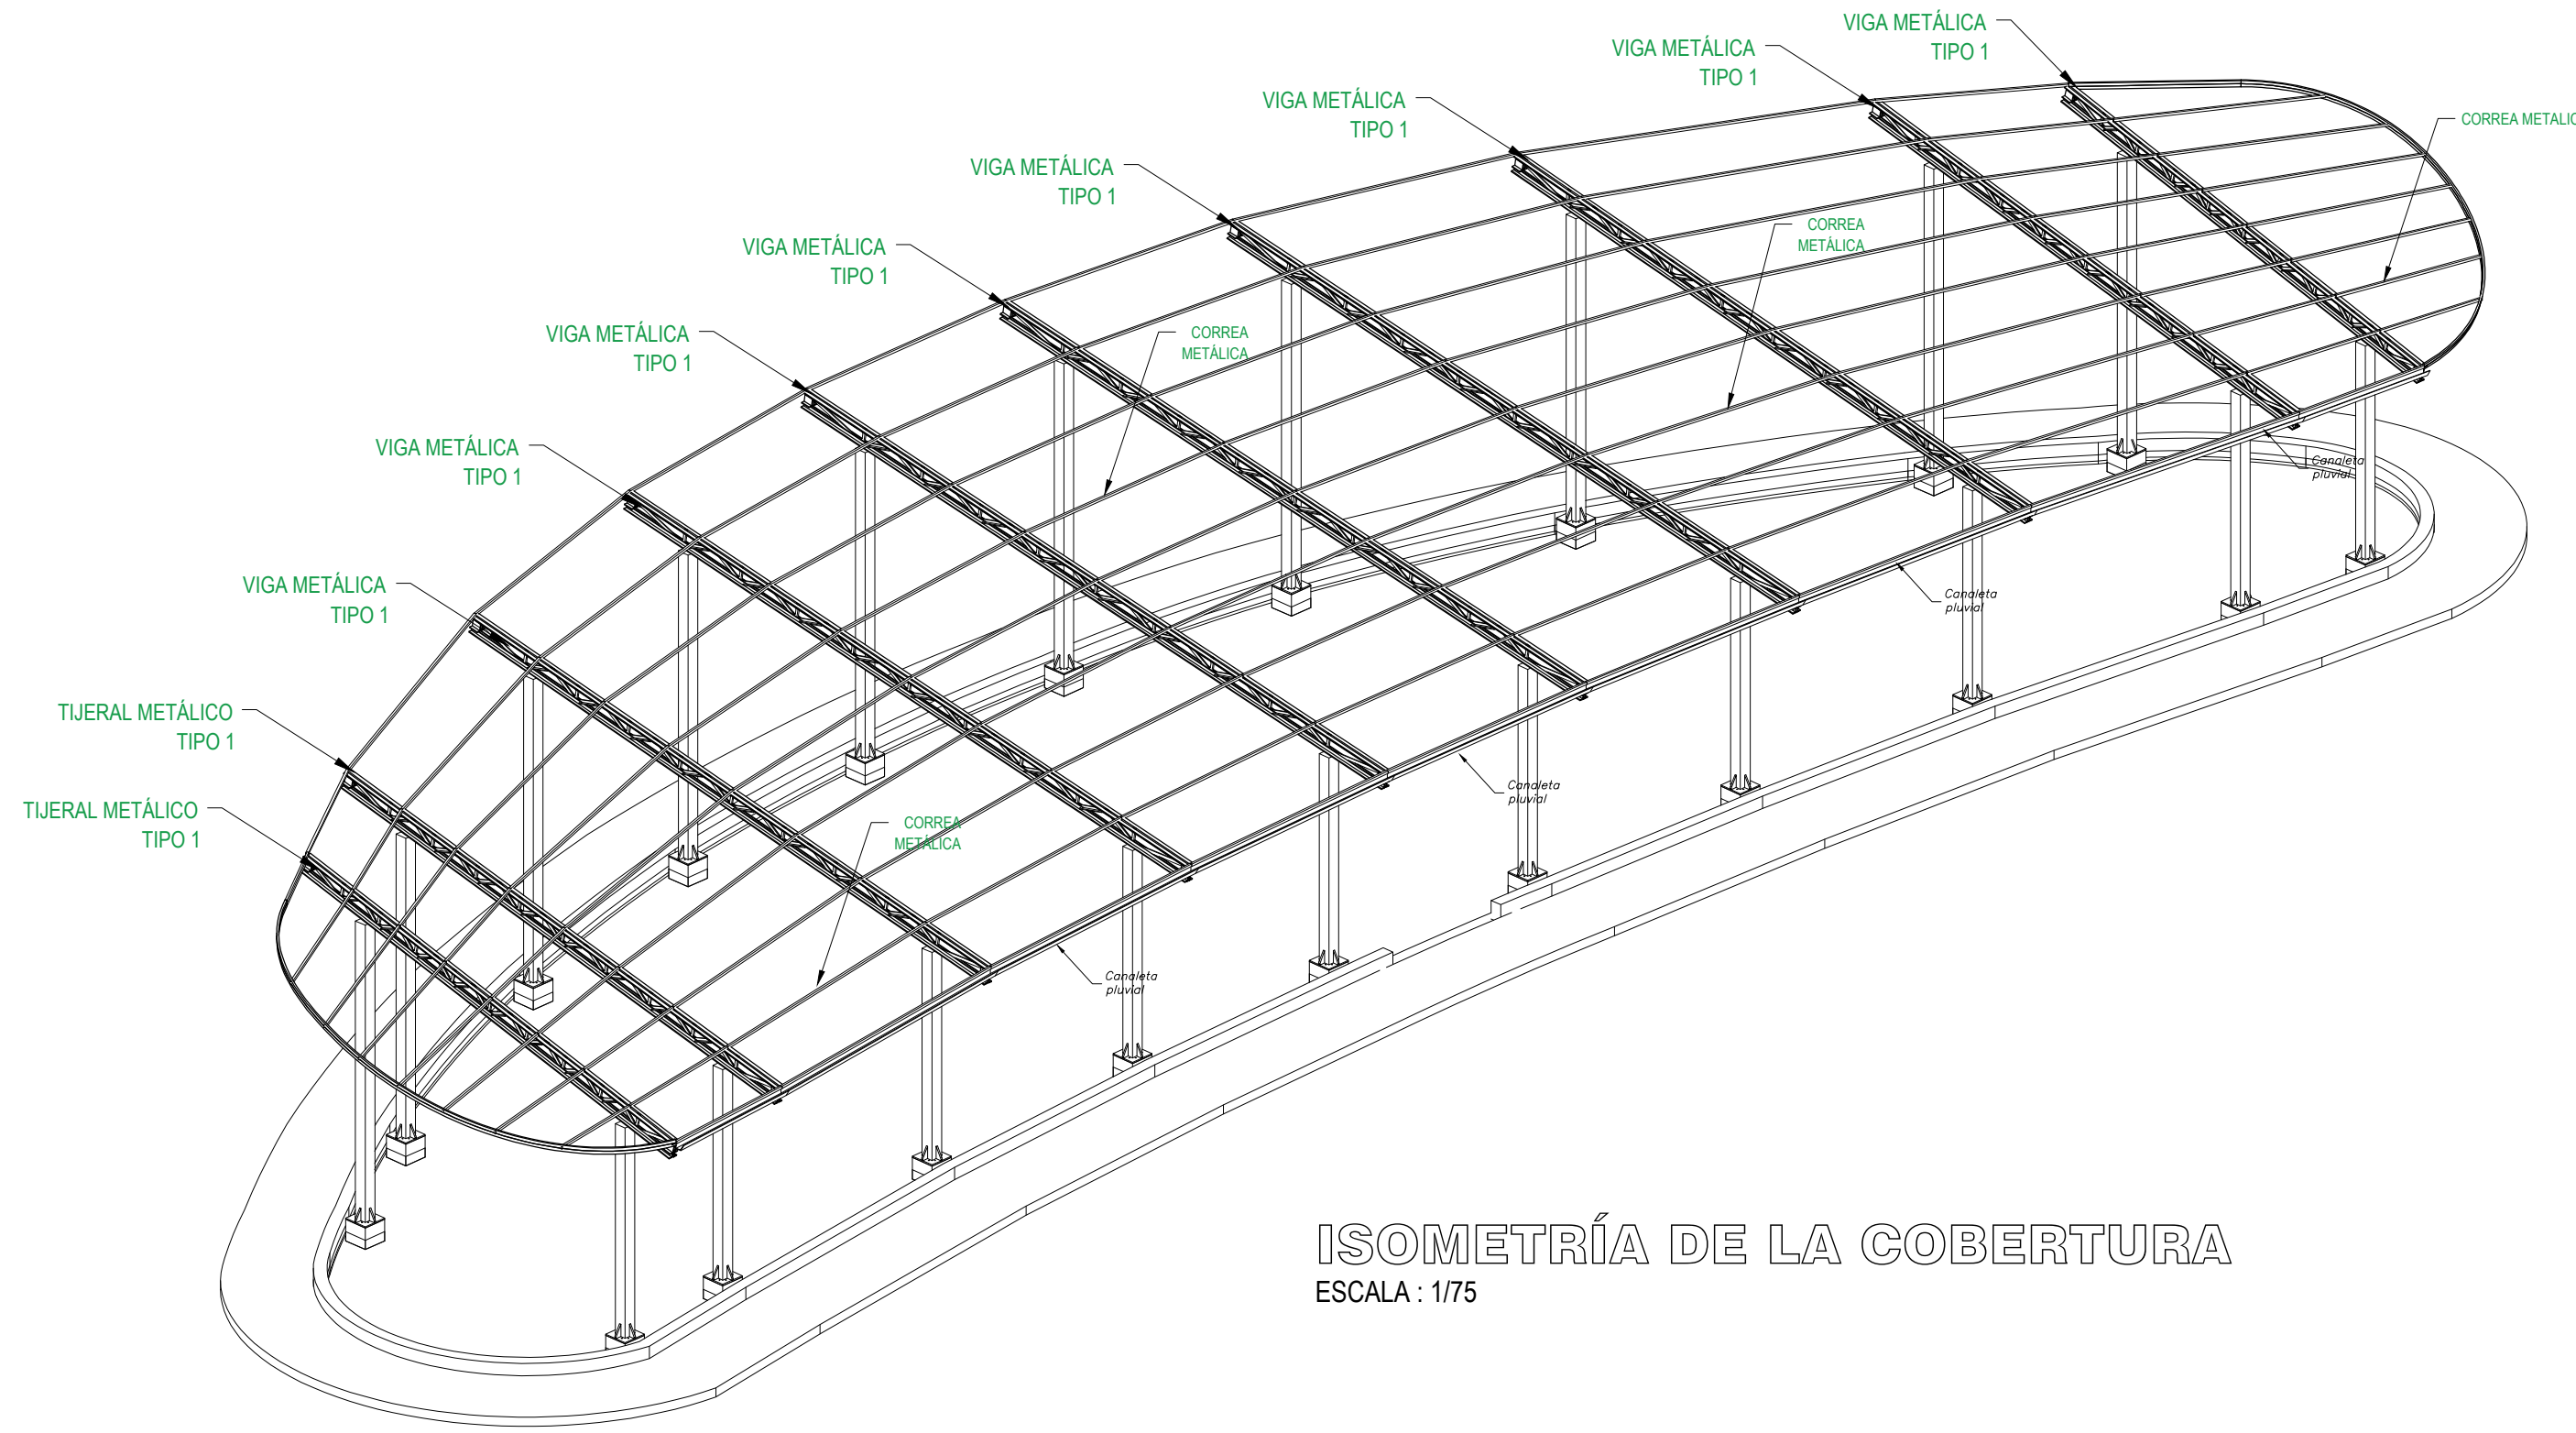 VIGA METÁLICA
TIPO 1
VIGA METÁLICA
TIPO 1
VIGA METÁLICA
TIPO 1
CORREA METALIC
VIGA METÁLICA
TIPO 1
CORREA
METÁLICA
VIGA METÁLICA
TIPO 1
CORREA
METÁLICA
VIGA METÁLICA
TIPO 1
VIGA METÁLICA
TIPO 1
Canaleta
pluvial
VIGA METÁLICA
TIPO 1
Canaleta
pluvial
TIJERAL METÁLICO
TIPO 1
Canaleta
pluvial
TIJERAL METÁLICO
TIPO 1
CORREA
METÁLICA
Canaleta
pluvial
ISOMETRÍA DE LA COBERTURA
ESCALA : 1/75